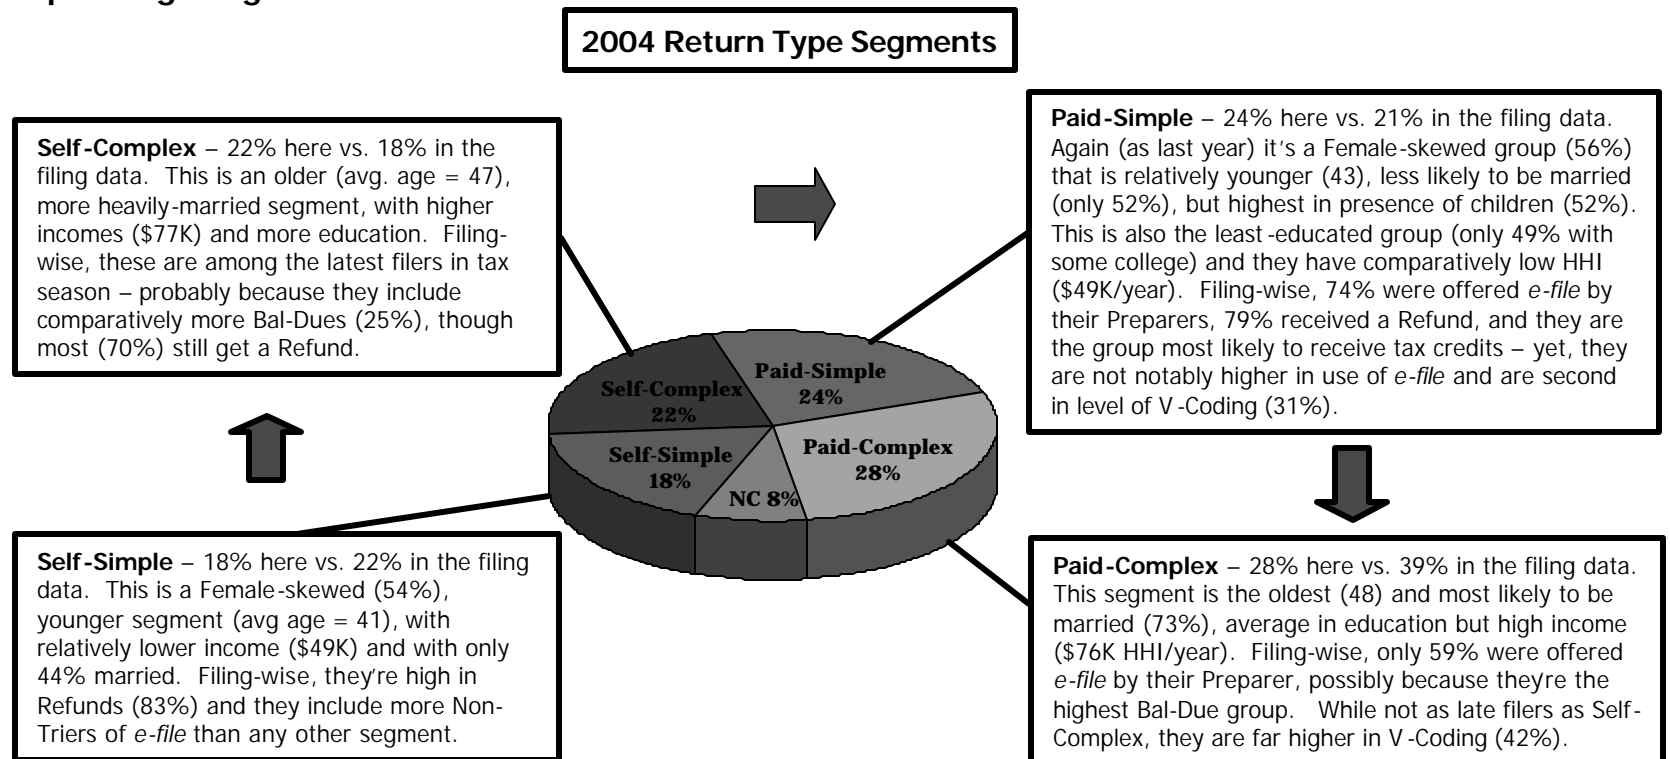 2004 Return Type Segments
Self-Complex – 22% here vs. 18% in the
filing data. This is an older (avg. age = 47),
more heavily-married segment, with higher
incomes ($77K) and more education. Filing-
wise, these are among the latest filers in tax
season – probably because they include
comparatively more Bal-Dues (25%), though
most (70%) still get a Refund.
Paid-Simple – 24% here vs. 21% in the filing data.
Again (as last year) it's a Female-skewed group (56%)
that is relatively younger (43), less likely to be married
(only 52%), but highest in presence of children (52%).
This is also the least-educated group (only 49% with
some college) and they have comparatively low HHI
($49K/year). Filing-wise, 74% were offered e-file by
their Preparers, 79% received a Refund, and they are
the group most likely to receive tax credits – yet, they
are not notably higher in use of e-file and are second
in level of V-Coding (31%).
Self-Complex
22%
Paid-Simple
24%
Self-Simple
18%
NC 8%
Paid-Complex
28%
Self-Simple – 18% here vs. 22% in the filing
data. This is a Female-skewed (54%),
younger segment (avg age = 41), with
relatively lower income ($49K) and with only
44% married. Filing-wise, they're high in
Refunds (83%) and they include more Non-
Triers of e-file than any other segment.
Paid-Complex – 28% here vs. 39% in the filing data.
This segment is the oldest (48) and most likely to be
married (73%), average in education but high income
($76K HHI/year). Filing-wise, only 59% were offered
e-file by their Preparer, possibly because they're the
highest Bal-Due group. While not as late filers as Self-
Complex, they are far higher in V-Coding (42%).